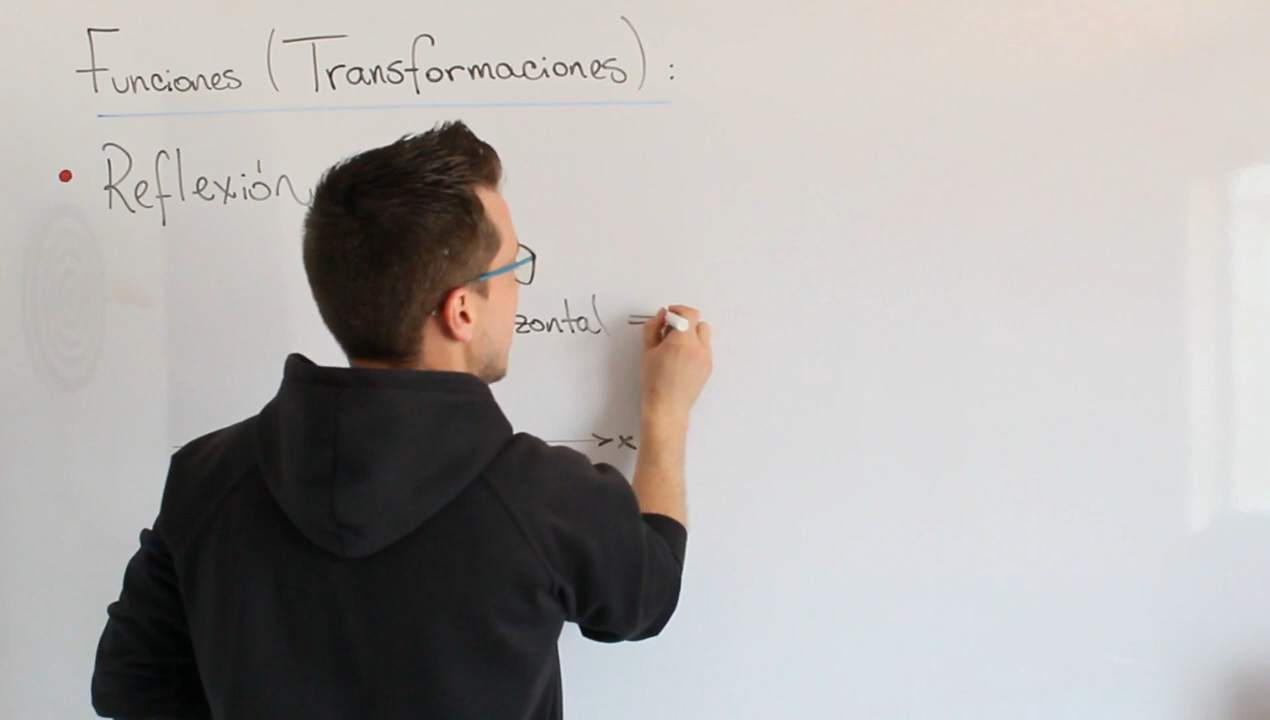 Funciones (Transformaciones):
• Reflexión
zontal =
x